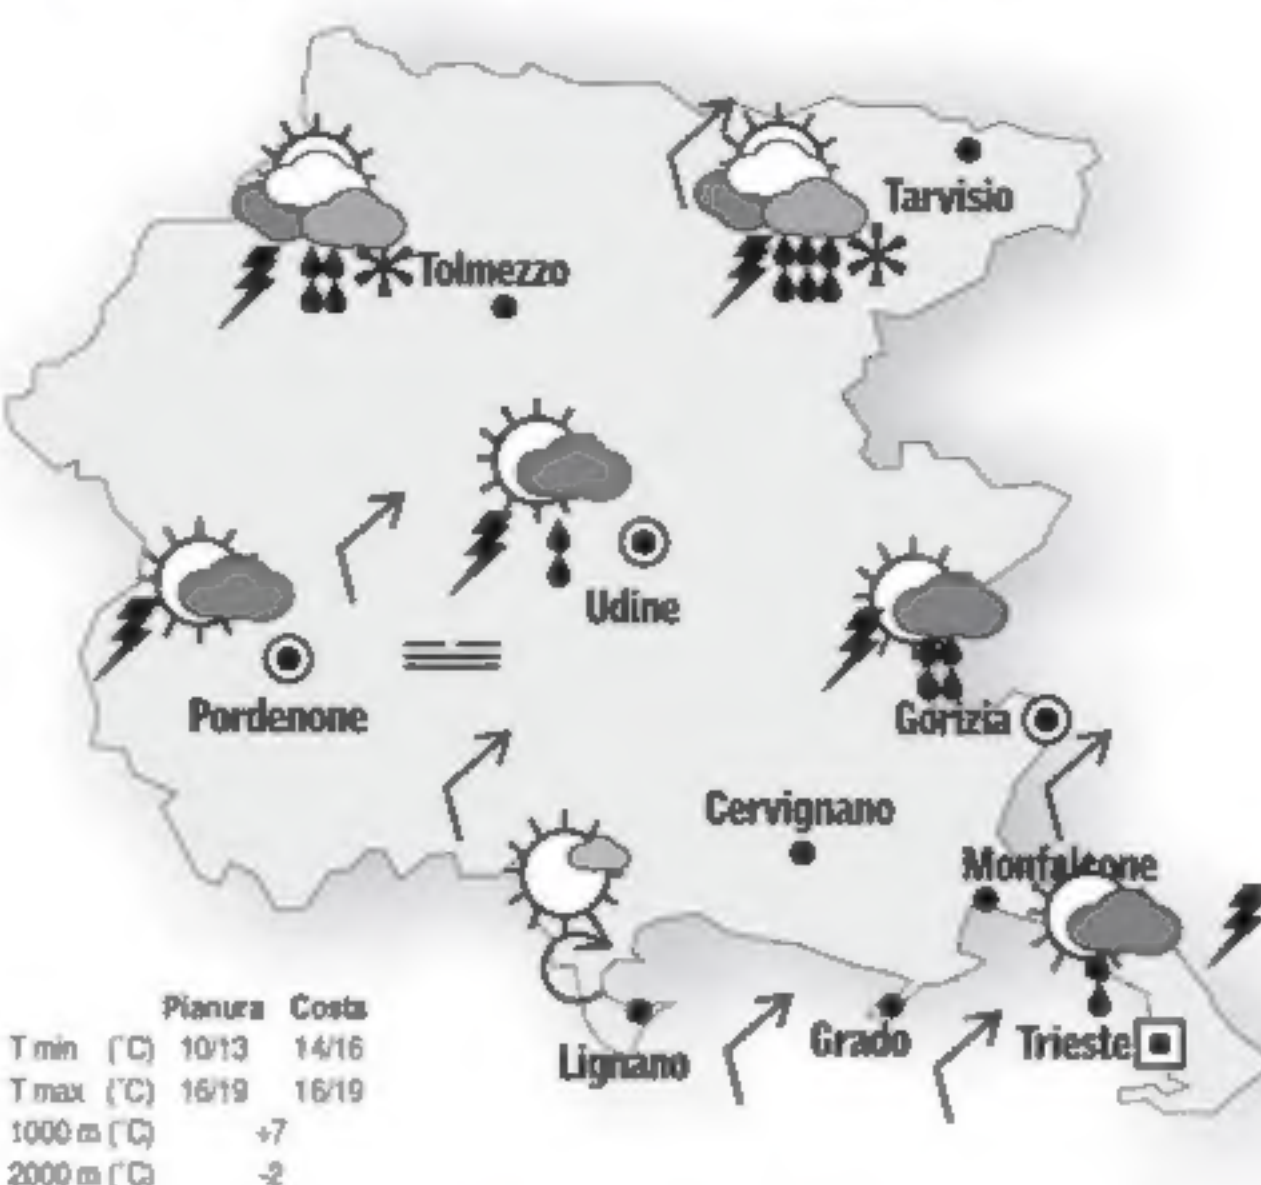 Tarvisio
Tolmezzo
Udine
Pordenone
Gorizia
Cervignano
Monfalcone
Grado
Trieste
Lignano
Pianura Costa
T min (°C) 10/13 14/16
T max (°C) 16/19 16/19
1000 m (°C) +7
2000 m (°C) -2